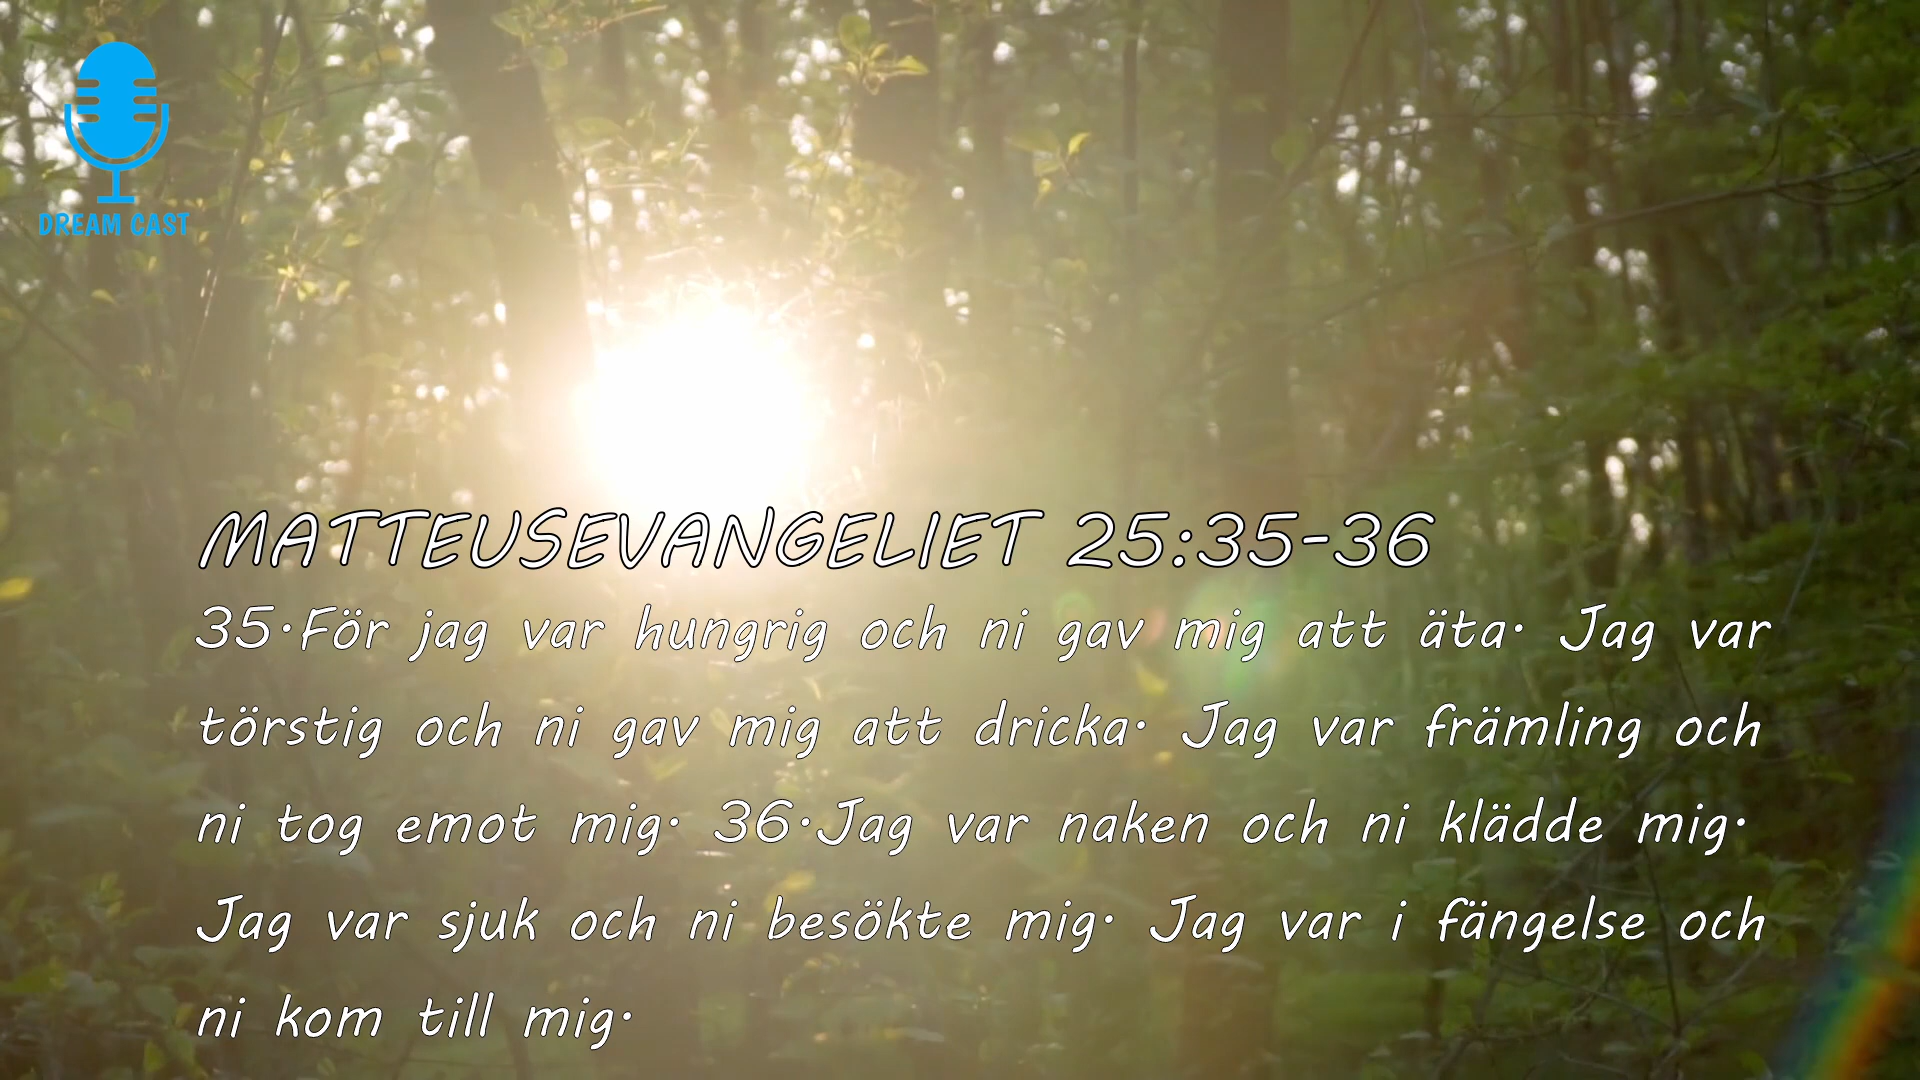 DREAM CAST
MATTEUSEVANGELIET 25:35-36
35.För jag var hungrig och ni gav mig att äta. Jag var
törstig och ni gav mig att dricka. Jag var främling och
ni tog emot mig. 36.Jag var naken och ni klädde mig.
Jag var sjuk och ni besökte mig. Jag var i fängelse och
ni kom till mig.